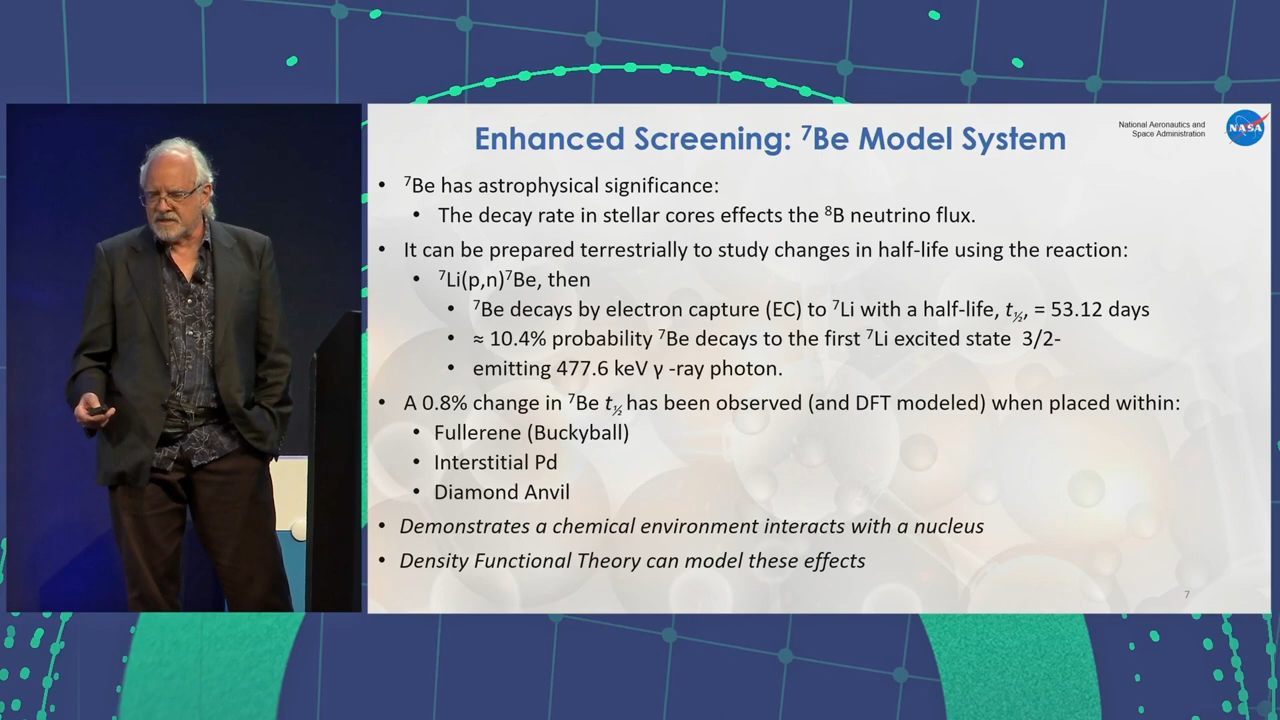 Enhanced Screening: ⁷Be Model System
National Aeronautics and
Space Administration
NASA
• ⁷Be has astrophysical significance:
• The decay rate in stellar cores effects the ⁸B neutrino flux.
• It can be prepared terrestrially to study changes in half-life using the reaction:
• ⁷Li(p,n)⁷Be, then
• ⁷Be decays by electron capture (EC) to ⁷Li with a half-life, t½, = 53.12 days
• ≈ 10.4% probability ⁷Be decays to the first ⁷Li excited state 3/2-
• emitting 477.6 keV γ -ray photon.
• A 0.8% change in ⁷Be t½ has been observed (and DFT modeled) when placed within:
• Fullerene (Buckyball)
• Interstitial Pd
• Diamond Anvil
• Demonstrates a chemical environment interacts with a nucleus
• Density Functional Theory can model these effects
7